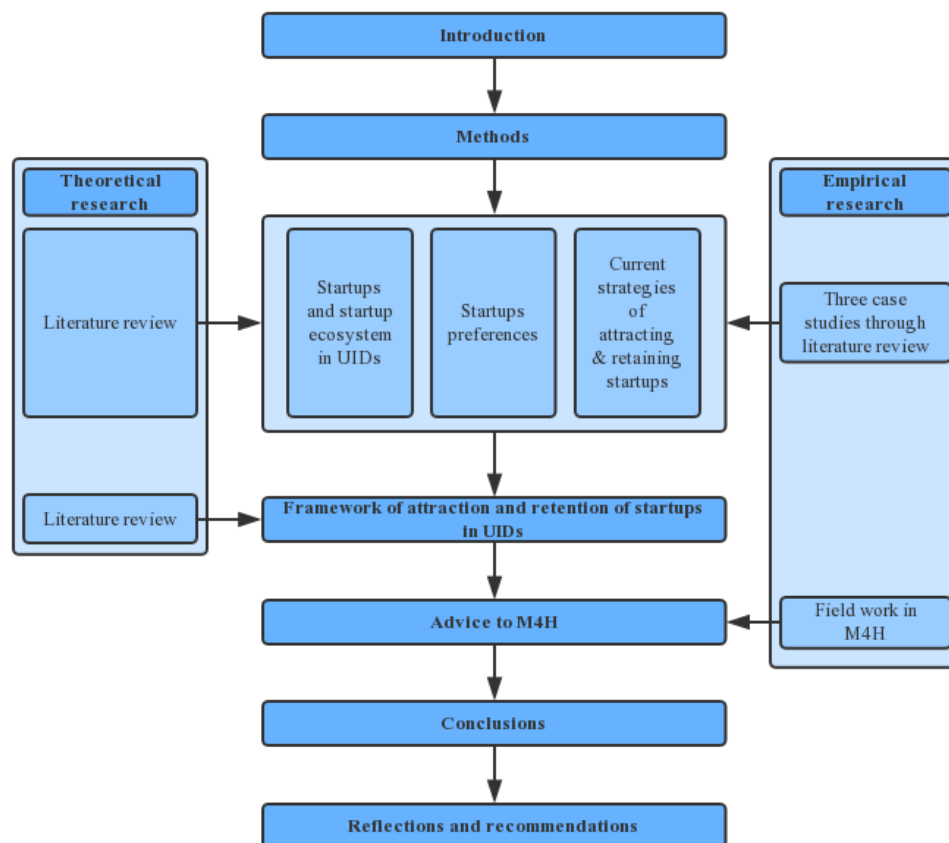 Introduction
Methods
Theoretical
research
Literature review
Literature review
Startups
and startup
ecosystem
in UIDs
Startups
preferences
Current
strategies
of
attracting
& retaining
startups
Empirical
research
Three case
studies through
literature review
Field work in
M4H
Framework of attraction and retention of startups
in UIDs
Advice to M4H
Conclusions
Reflections and recommendations